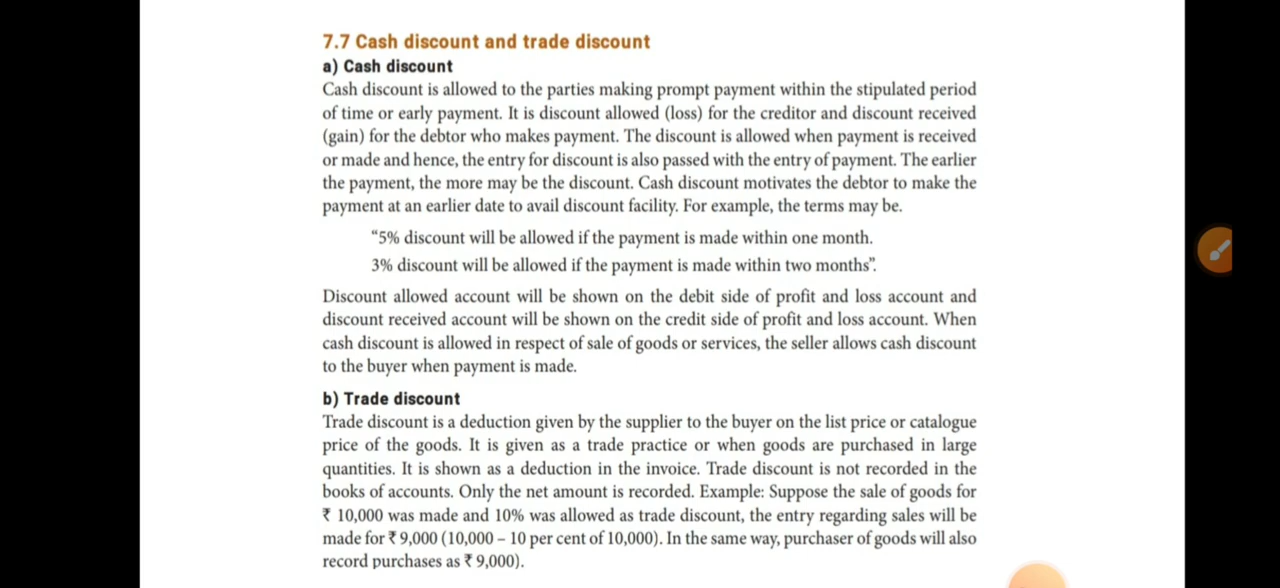 7.7 Cash discount and trade discount
a) Cash discount
Cash discount is allowed to the parties making prompt payment within the stipulated period
of time or early payment. It is discount allowed (loss) for the creditor and discount received
(gain) for the debtor who makes payment. The discount is allowed when payment is received
or made and hence, the entry for discount is also passed with the entry of payment. The earlier
the payment, the more may be the discount. Cash discount motivates the debtor to make the
payment at an earlier date to avail discount facility. For example, the terms may be.
“5% discount will be allowed if the payment is made within one month.
3% discount will be allowed if the payment is made within two months”.
Discount allowed account will be shown on the debit side of profit and loss account and
discount received account will be shown on the credit side of profit and loss account. When
cash discount is allowed in respect of sale of goods or services, the seller allows cash discount
to the buyer when payment is made.
b) Trade discount
Trade discount is a deduction given by the supplier to the buyer on the list price or catalogue
price of the goods. It is given as a trade practice or when goods are purchased in large
quantities. It is shown as a deduction in the invoice. Trade discount is not recorded in the
books of accounts. Only the net amount is recorded. Example: Suppose the sale of goods for
₹ 10,000 was made and 10% was allowed as trade discount, the entry regarding sales will be
made for ₹ 9,000 (10,000 – 10 per cent of 10,000). In the same way, purchaser of goods will also
record purchases as ₹ 9,000).